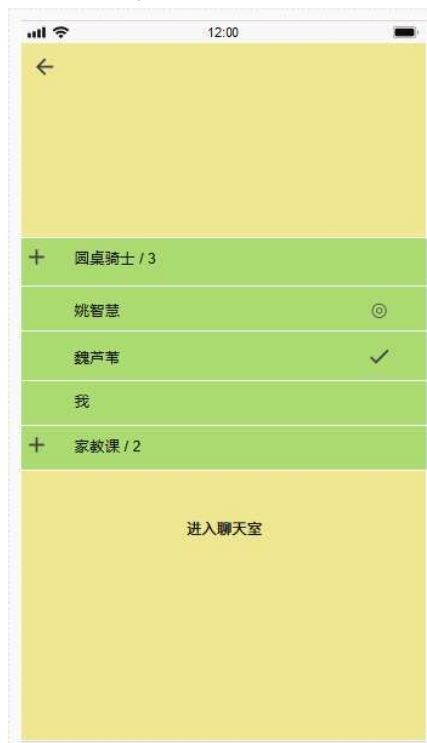 12:00
圆桌骑士 / 3
姚智慧
魏芦苇
我
家教课 / 2
进入聊天室